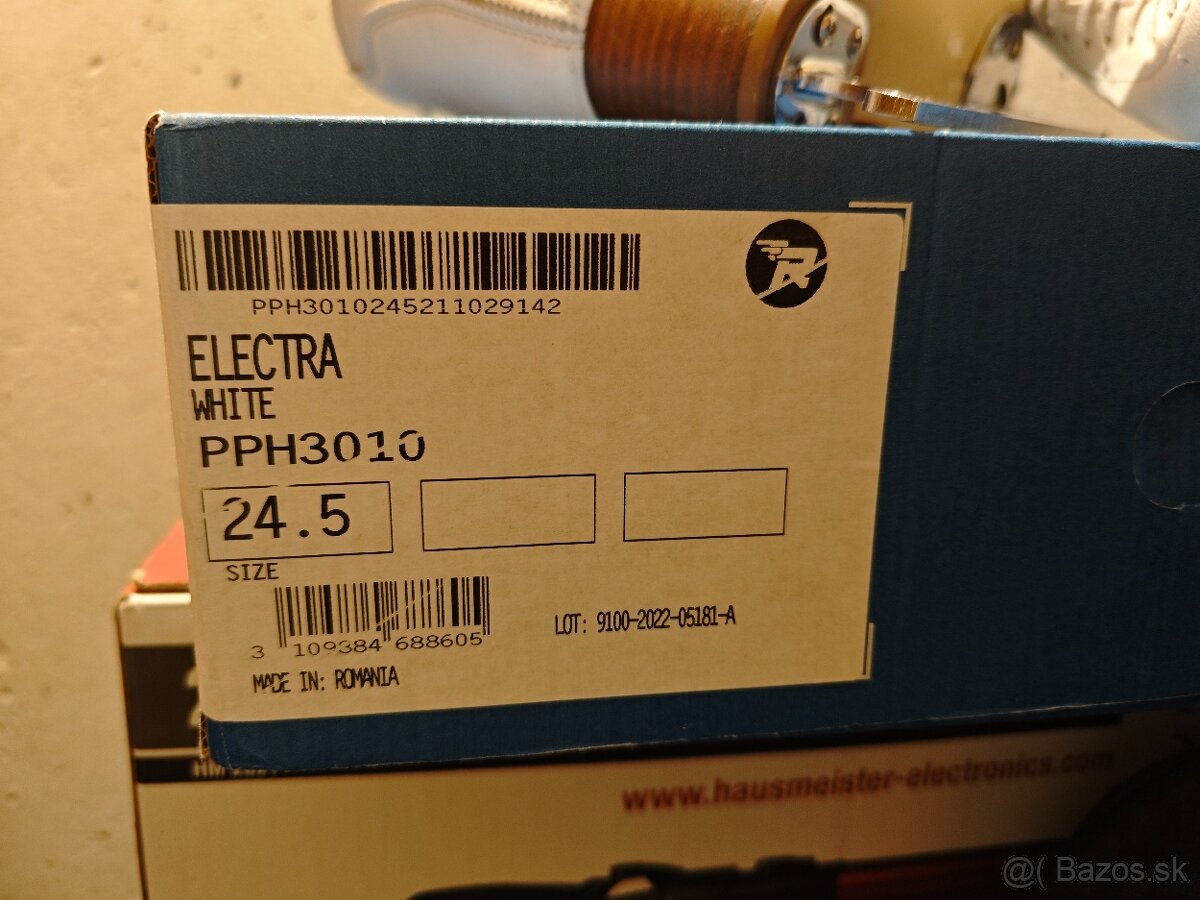 PPH3010245211029142
ELECTRA
WHITE
PPH3010
24.5
SIZE
3 109384 688605
LOT: 9100-2022-05181-A
MADE IN: ROMANIA
www.hausmeister-electronics.com
@( Bazos.sk